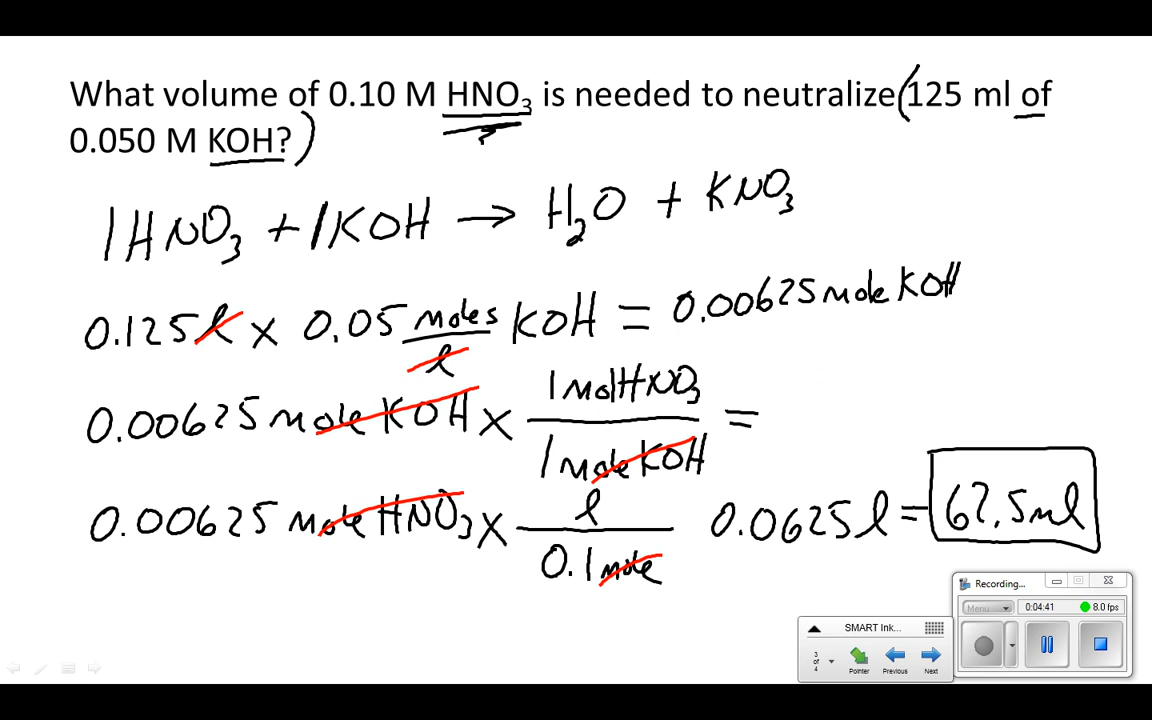 What volume of 0.10 M HNO₃ is needed to neutralize (125 ml of
0.050 M KOH?)
1HNO₃ + 1KOH → H₂O + KNO₃
0.125 l x 0.05 moles/l KOH = 0.00625 mole KOH
0.00625 mole KOH x 1 mol HNO₃/1 mole KOH =
0.00625 mole HNO₃ x l/0.1 mole 0.0625 l = 62.5 ml
Recording...
Menu 0:04:41 8.0 fps
SMART Ink...
3 of 4
Pointer Previous Next